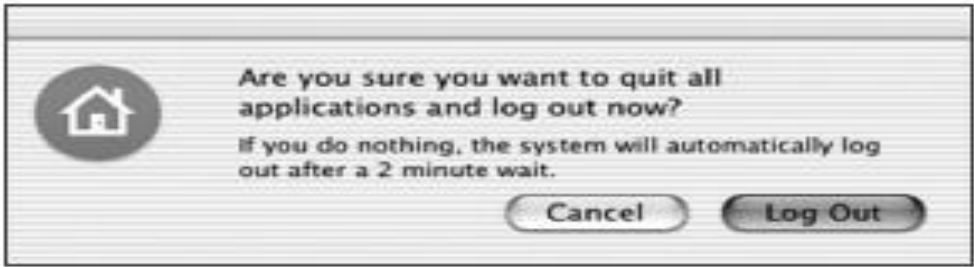 Are you sure you want to quit all
applications and log out now?
If you do nothing, the system will automatically log
out after a 2 minute wait.
Cancel
Log Out